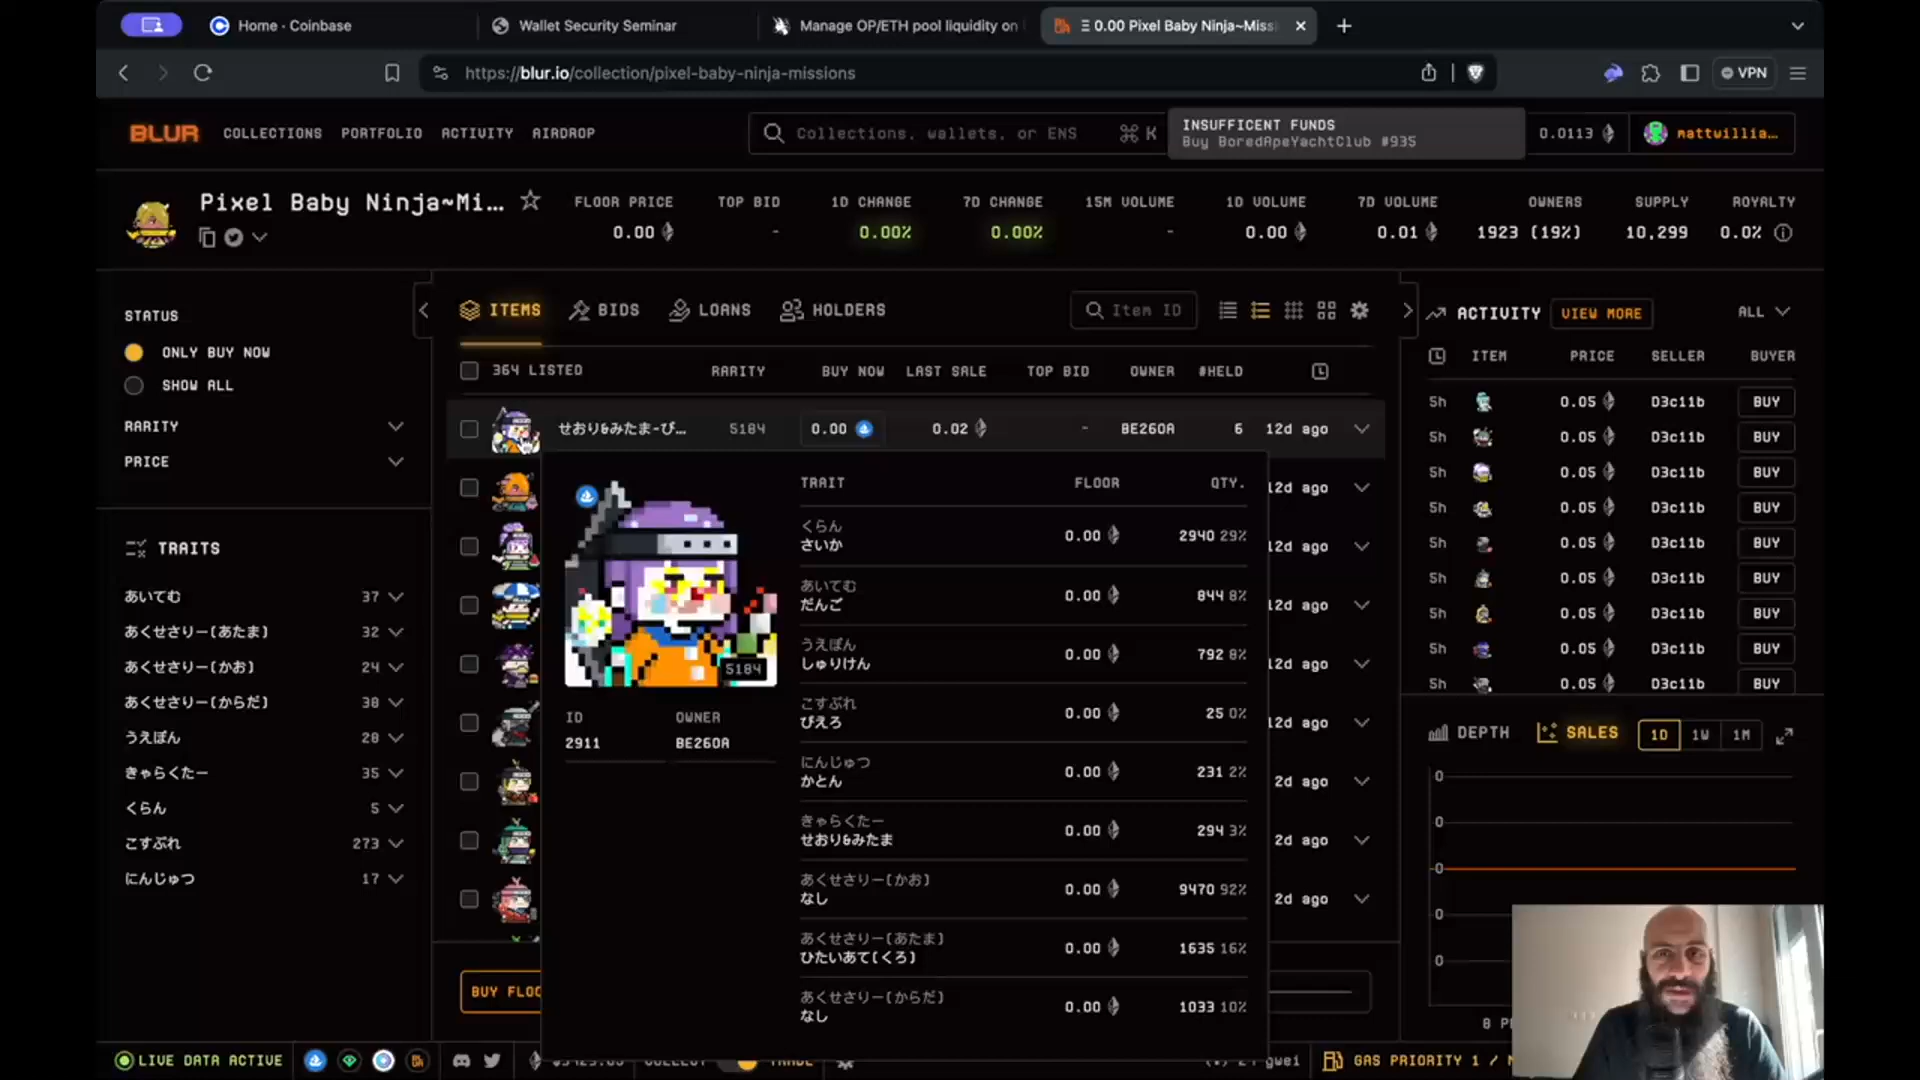 Home - Coinbase
Wallet Security Seminar
Manage OP/ETH pool liquidity on
Ξ 0.00 Pixel Baby Ninja~Miss
https://blur.io/collection/pixel-baby-ninja-missions
VPN
BLUR
COLLECTIONS
PORTFOLIO
ACTIVITY
AIRDROP
Collections, wallets, or ENS
⌘ K
INSUFFICENT FUNDS
Buy BoredApeYachtClub #935
0.0113
mattwillia…
Pixel Baby Ninja~Mi…
FLOOR PRICE
TOP BID
1D CHANGE
7D CHANGE
15M VOLUME
1D VOLUME
7D VOLUME
OWNERS
SUPPLY
ROYALTY
0.00
-
0.00%
0.00%
-
0.00
0.01
1923 (19%)
10,299
0.0%
STATUS
ONLY BUY NOW
SHOW ALL
RARITY
PRICE
TRAITS
あいてむ 37
あくせさりー(あたま) 32
あくせさりー(かお) 24
あくせさりー(からだ) 38
うえぽん 28
きゃらくたー 35
くらん 5
こすぷれ 273
にんじゅつ 17
ITEMS
BIDS
LOANS
HOLDERS
Item ID
364 LISTED
RARITY
BUY NOW
LAST SALE
TOP BID
OWNER
#HELD
せおり&みたま-ぴ… 5184 0.00 0.02 - BE260A 6 12d ago
12d ago
12d ago
12d ago
12d ago
12d ago
2d ago
2d ago
2d ago
5184
ID
OWNER
2911
BE260A
TRAIT
FLOOR
QTY.
くらん
さいか
0.00
2940 29%
あいてむ
だんご
0.00
844 8%
うえぽん
しゅりけん
0.00
792 8%
こすぷれ
ぴえろ
0.00
25 0%
にんじゅつ
かとん
0.00
231 2%
きゃらくたー
せおり&みたま
0.00
294 3%
あくせさりー(かお)
なし
0.00
9470 92%
あくせさりー(あたま)
ひたいあて(くろ)
0.00
1635 16%
あくせさりー(からだ)
なし
0.00
1033 10%
BUY FLOO
ACTIVITY
VIEW MORE
ALL
ITEM
PRICE
SELLER
BUYER
5h 0.05 D3c11b BUY
5h 0.05 D3c11b BUY
5h 0.05 D3c11b BUY
5h 0.05 D3c11b BUY
5h 0.05 D3c11b BUY
5h 0.05 D3c11b BUY
5h 0.05 D3c11b BUY
5h 0.05 D3c11b BUY
5h 0.05 D3c11b BUY
DEPTH
SALES
1D
1W
1M
0
0
0
0
0
LIVE DATA ACTIVE
gwei
GAS PRIORITY 1 /